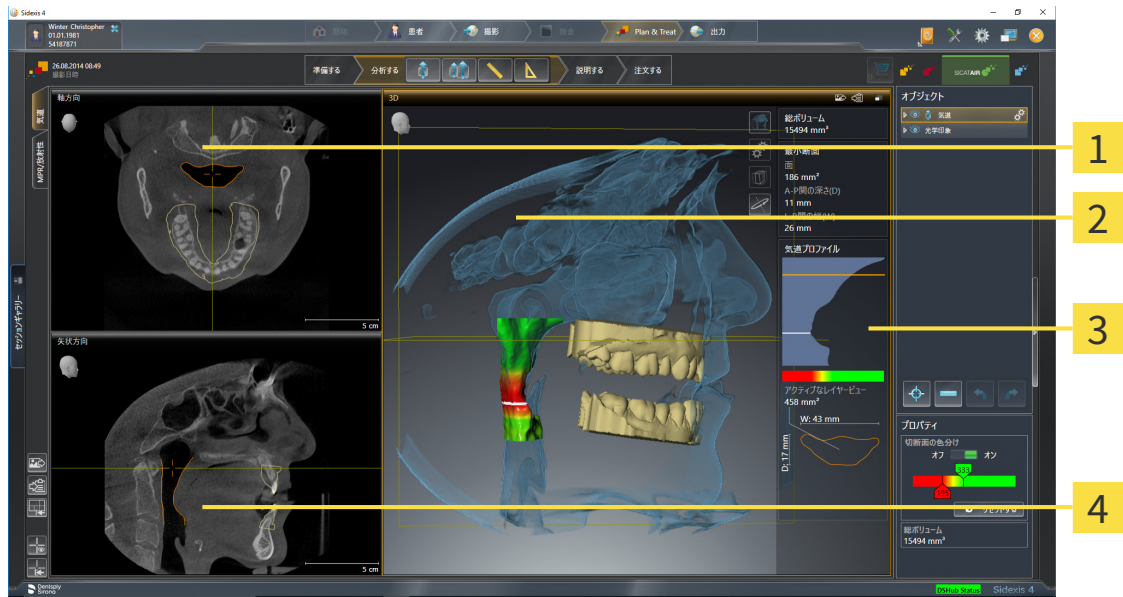 Sidexis 4
Winter Christopher
01.01.1981
54187871
患者
撮影
Plan & Treat
出力
26.08.2014 08:49
撮影日時
準備する
分析する
説明する
注文する
SICATAIR
気道
MPR/放射性
セッションギャラリー
軸方向
5 cm
矢状方向
5 cm
3D
総ボリューム
15494 mm³
最小断面
面
186 mm²
A-P間の深さ(D)
11 mm
26 mm
気道プロファイル
アクティブなレイヤービュー
458 mm²
W: 43 mm
D: 17 mm
オブジェクト
気道
光学印象
プロパティ
切断面の色分け
オフ
オン
333
総ボリューム
15494 mm³
1
2
3
4
Dentsply
Sirona
DSHub Status
Sidexis 4